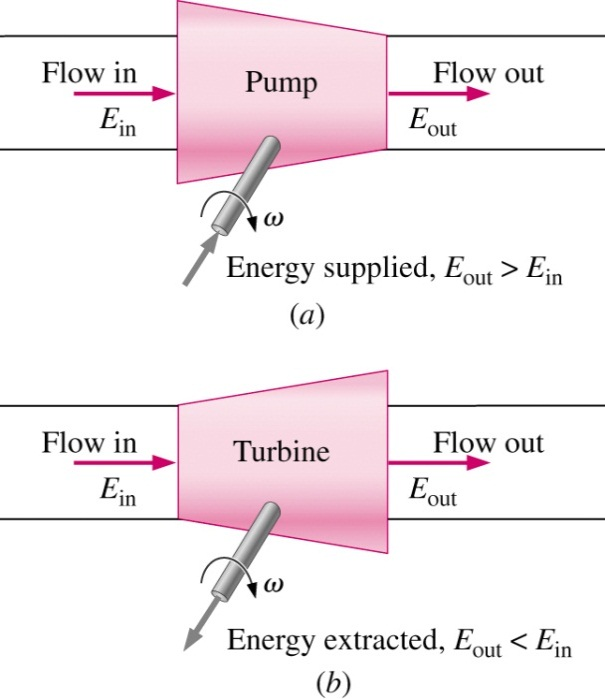 Flow in
Pump
Flow out
E_in
E_out
ω
Energy supplied, E_out > E_in
(a)
Flow in
Turbine
Flow out
E_in
E_out
ω
Energy extracted, E_out < E_in
(b)